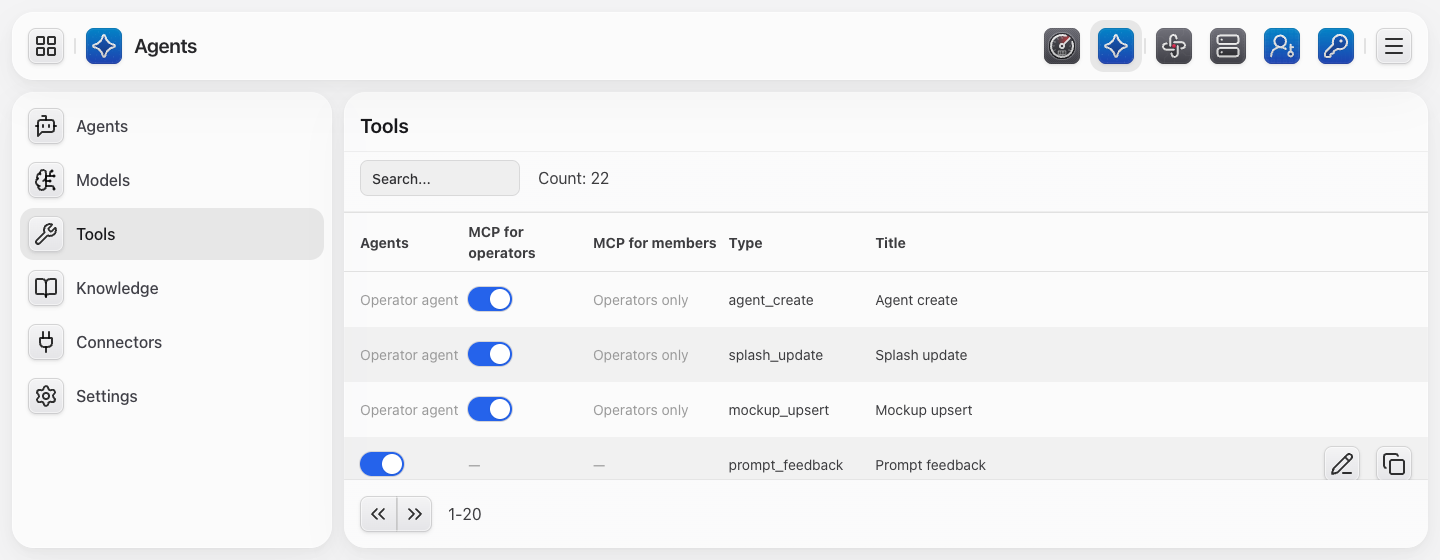 Agents
Agents
Models
Tools
Knowledge
Connectors
Settings
Tools
Search...
Count: 22
Agents
MCP for
operators
MCP for members
Type
Title
Operator agent
Operators only
agent_create
Agent create
Operator agent
Operators only
splash_update
Splash update
Operator agent
Operators only
mockup_upsert
Mockup upsert
—
—
prompt_feedback
Prompt feedback
1-20